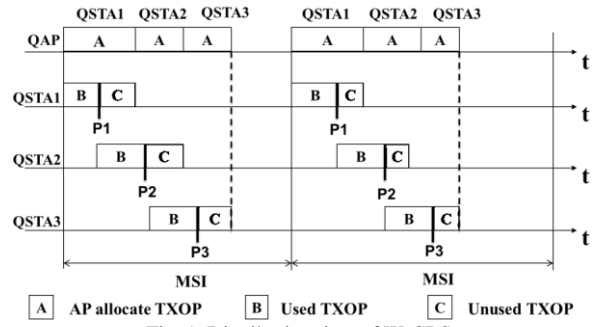 QSTA1 QSTA2 QSTA3 QSTA1 QSTA2 QSTA3
QAP A A A A A A t
QSTA1 B C B C t
P1 P1
QSTA2 B C B C t
P2 P2
QSTA3 B C B C t
P3 P3
MSI MSI
A AP allocate TXOP B Used TXOP C Unused TXOP